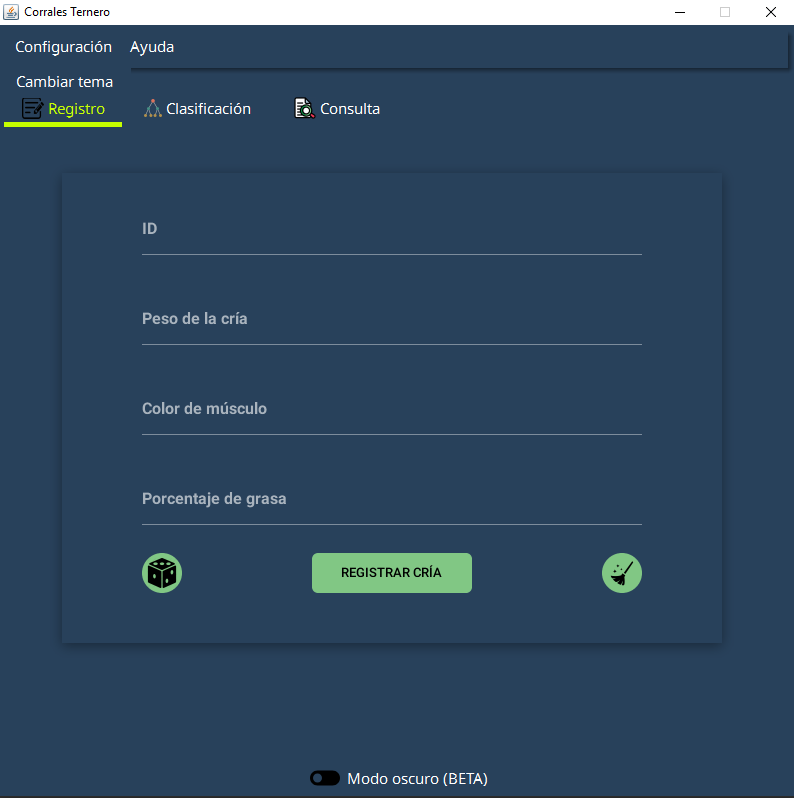 Corrales Ternero
Configuración Ayuda
Cambiar tema
Registro Clasificación Consulta
ID
Peso de la cría
Color de músculo
Porcentaje de grasa
REGISTRAR CRÍA
Modo oscuro (BETA)